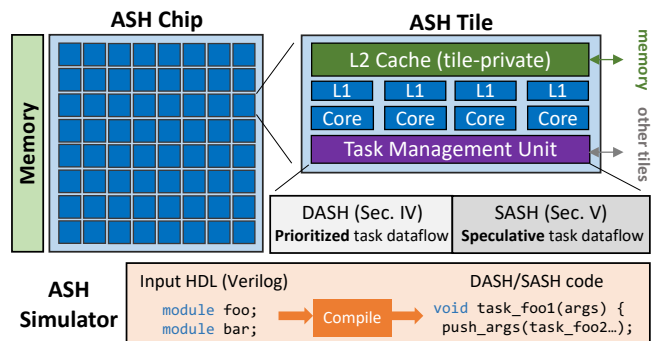 ASH Chip
ASH Tile
Memory
L2 Cache (tile-private)
L1 L1 L1 L1
Core Core Core Core
Task Management Unit
memory
other tiles
DASH (Sec. IV)
Prioritized task dataflow
SASH (Sec. V)
Speculative task dataflow
ASH
Simulator
Input HDL (Verilog)
module foo;
module bar;
Compile
DASH/SASH code
void task_foo1(args) {
push_args(task_foo2…);